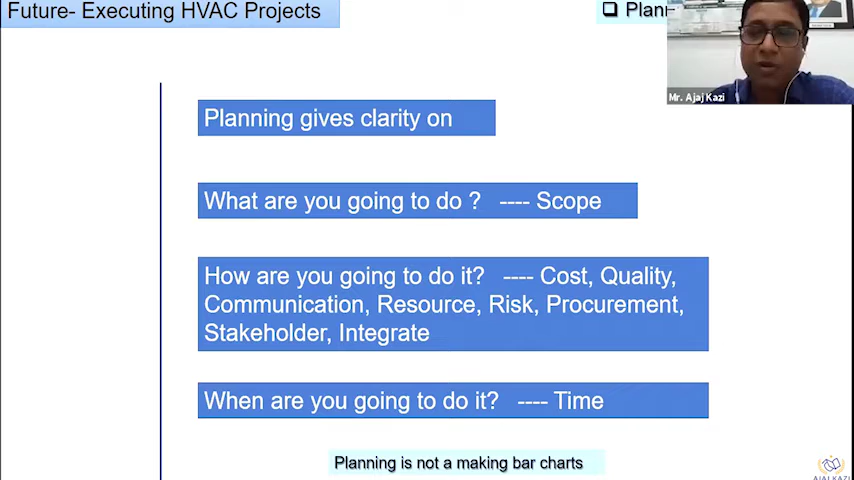 Future- Executing HVAC Projects
❑ Plann
Mr. Ajaj Kazi
Planning gives clarity on
What are you going to do ? ---- Scope
How are you going to do it? ---- Cost, Quality,
Communication, Resource, Risk, Procurement,
Stakeholder, Integrate
When are you going to do it? ---- Time
Planning is not a making bar charts
AJAJ KAZI